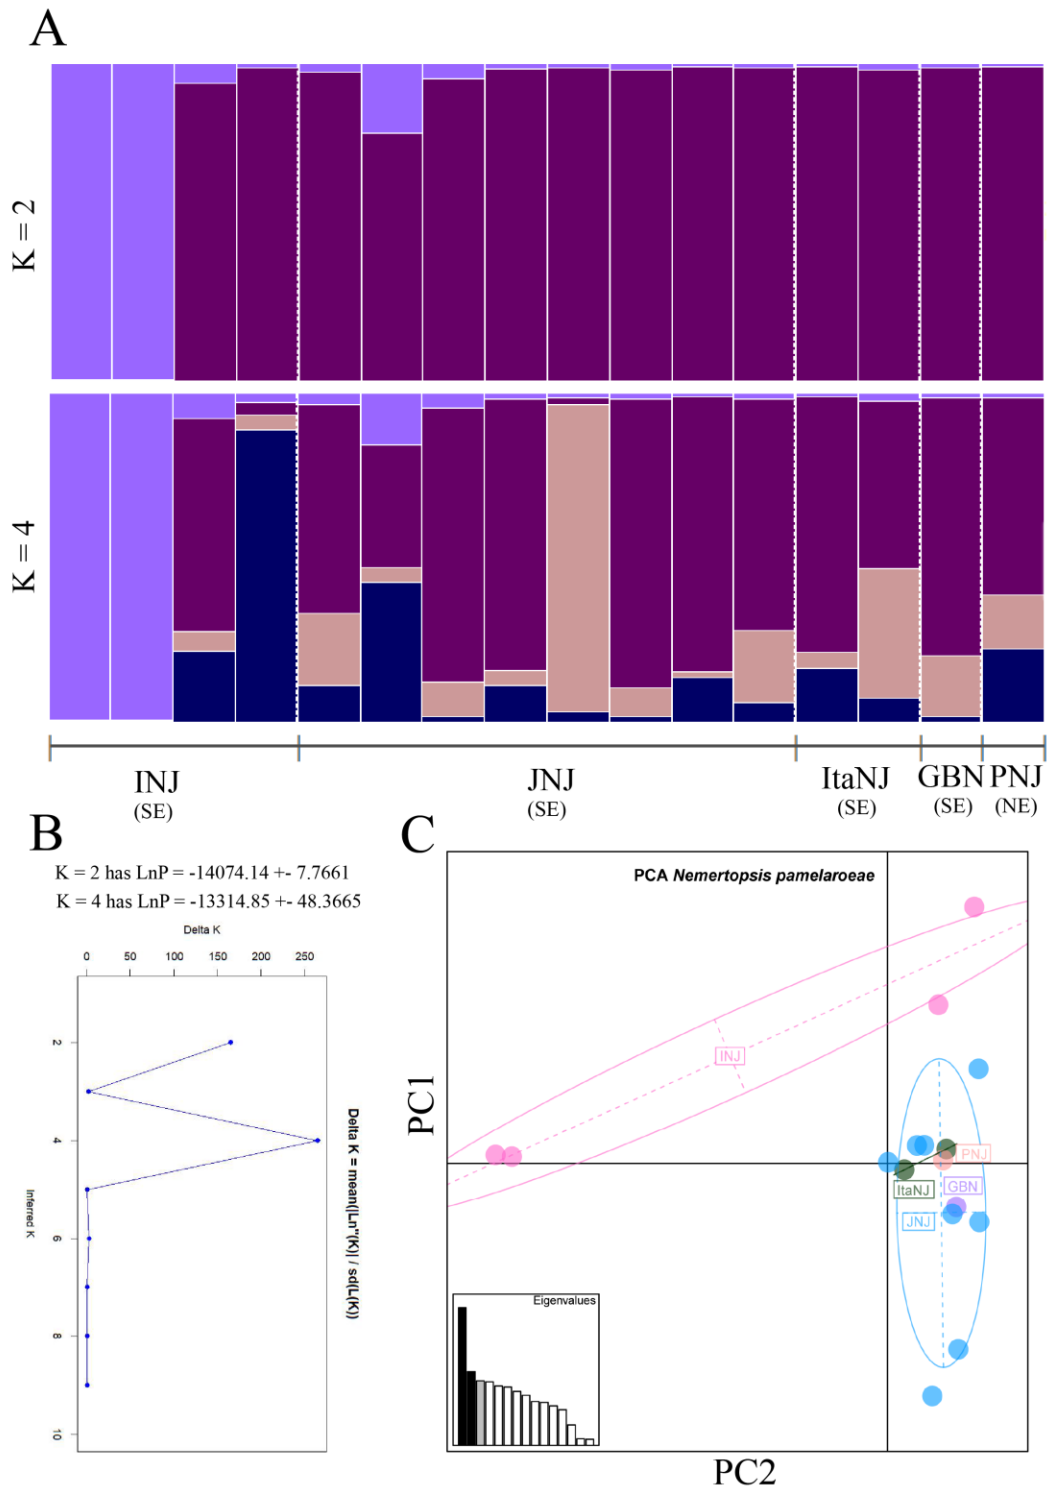 A
K = 2
K = 4
INJ
(SE)
JNJ
(SE)
ItaNJ
(SE)
GBN
(SE)
PNJ
(NE)
B
K = 2 has LnP = -14074.14 +- 7.7661
K = 4 has LnP = -13314.85 +- 48.3665
Delta K
0 50 100 150 200 250
2
4
6
8
10
Inferred K
Delta K = mean(|Ln"(K)| / sd(L(K))
C
PCA Nemertopsis pamelaroeae
INJ
PNJ
ItaNJ
GBN
JNJ
Eigenvalues
PC1
PC2